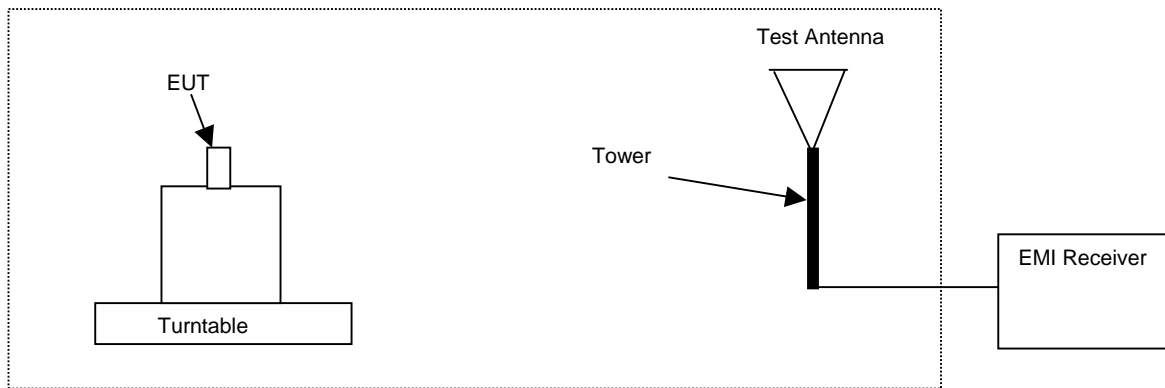 Test Antenna
EUT
Tower
EMI Receiver
Turntable